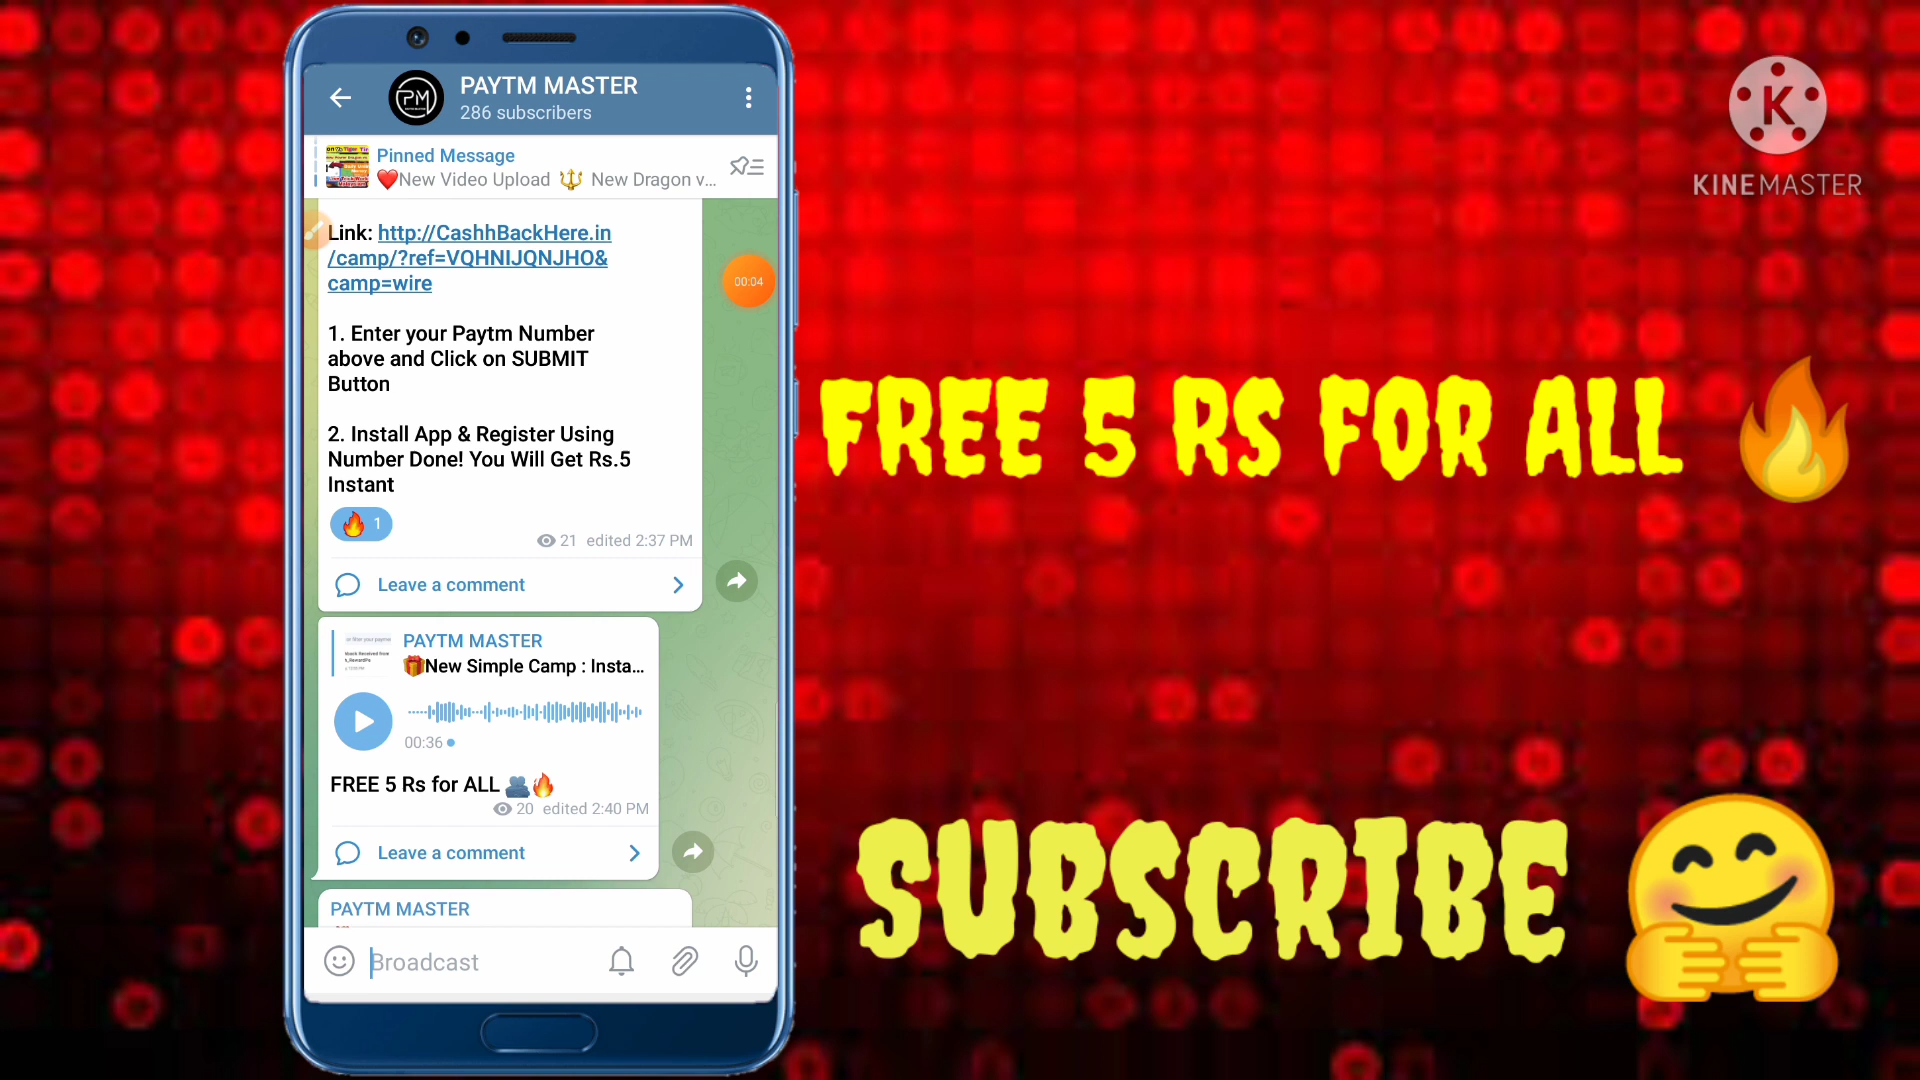 PAYTM MASTER
286 subscribers
Pinned Message
❤️New Video Upload 🔱 New Dragon v...
Link: http://CashhBackHere.in
/camp/?ref=VQHNIJQNJHO&
camp=wire
00:04
1. Enter your Paytm Number
above and Click on SUBMIT
Button
2. Install App & Register Using
Number Done! You Will Get Rs.5
Instant
🔥 1
21 edited 2:37 PM
Leave a comment
PAYTM MASTER
🎁New Simple Camp : Insta...
00:36
FREE 5 Rs for ALL 🫂🔥
20 edited 2:40 PM
Leave a comment
PAYTM MASTER
Broadcast
K
KINEMASTER
FREE 5 RS FOR ALL 🔥
SUBSCRIBE 🤗
PM